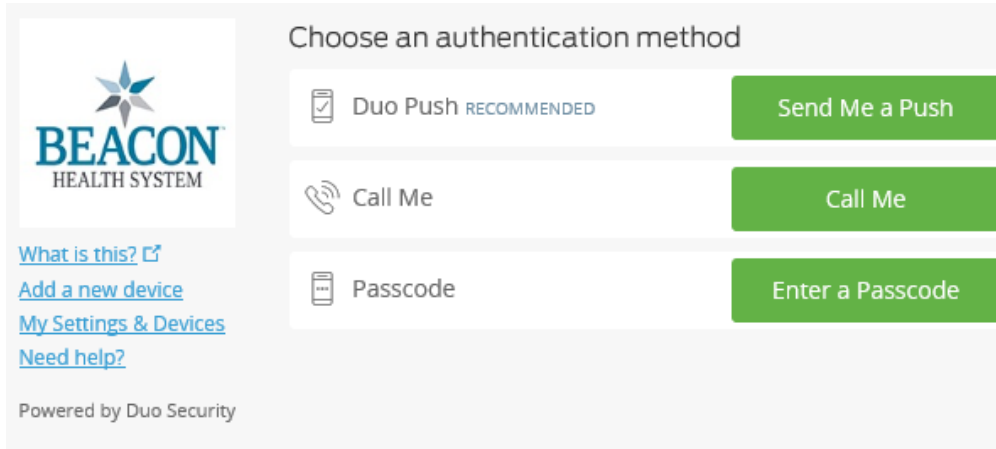 BEACON
HEALTH SYSTEM
What is this?
Add a new device
My Settings & Devices
Need help?
Powered by Duo Security
Choose an authentication method
Duo Push RECOMMENDED
Send Me a Push
Call Me
Call Me
Passcode
Enter a Passcode